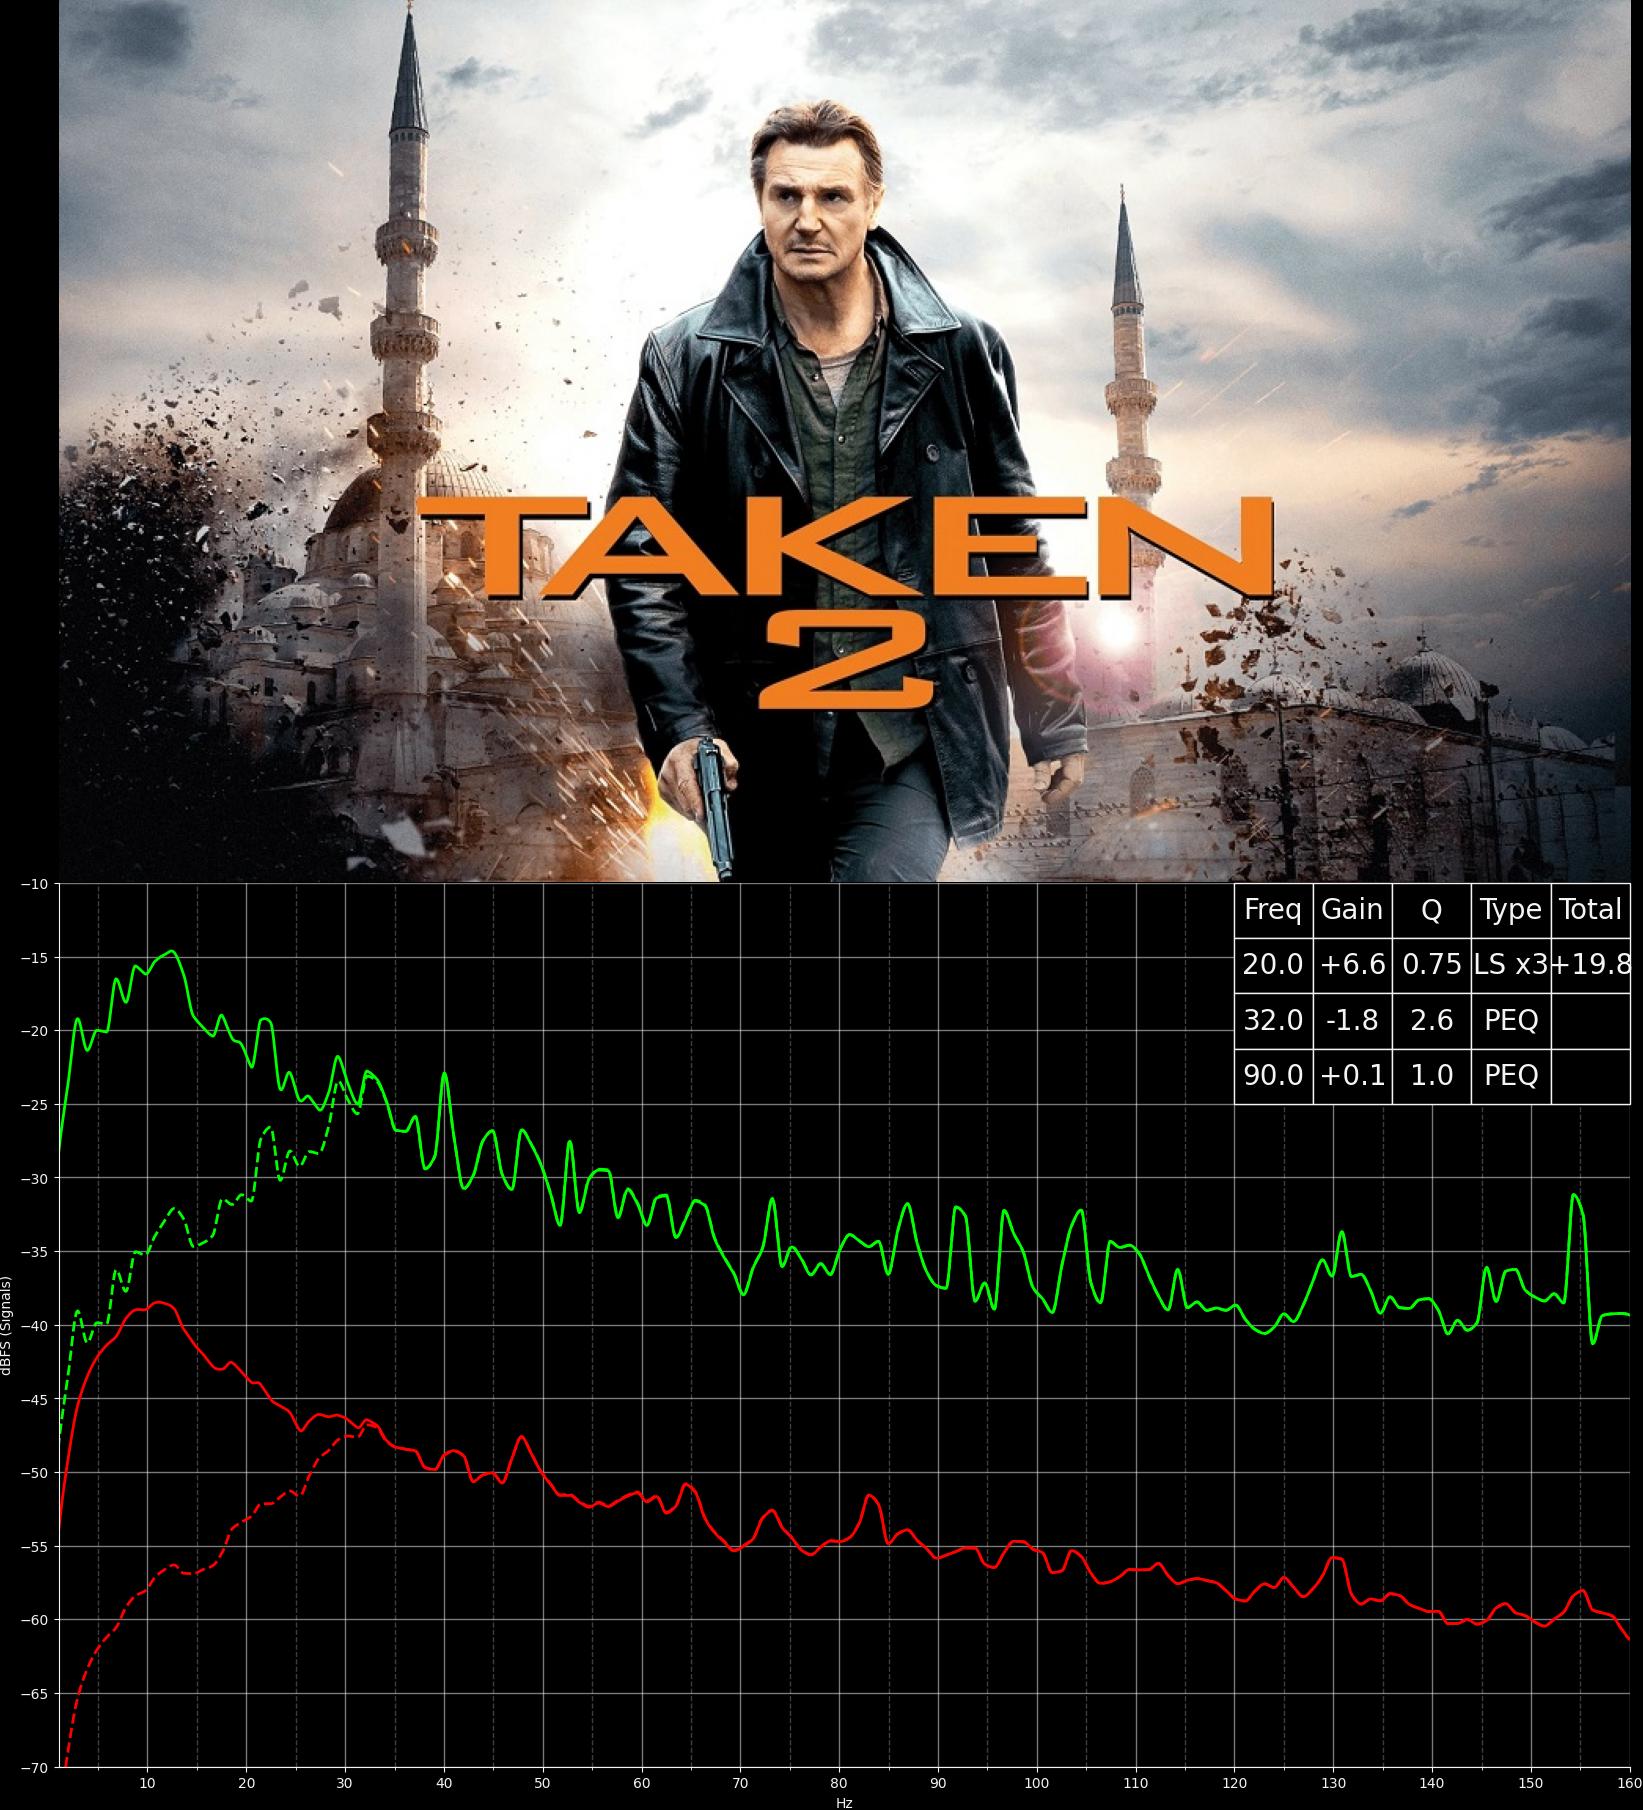 TAKEN
2
Freq Gain Q Type Total
20.0 +6.6 0.75 LS x3 +19.8
32.0 -1.8 2.6 PEQ
90.0 +0.1 1.0 PEQ
−10
−15
−20
−25
−30
−35
−40
−45
−50
−55
−60
−65
−70
dBFS (Signals)
10 20 30 40 50 60 70 80 90 100 110 120 130 140 150 160
Hz